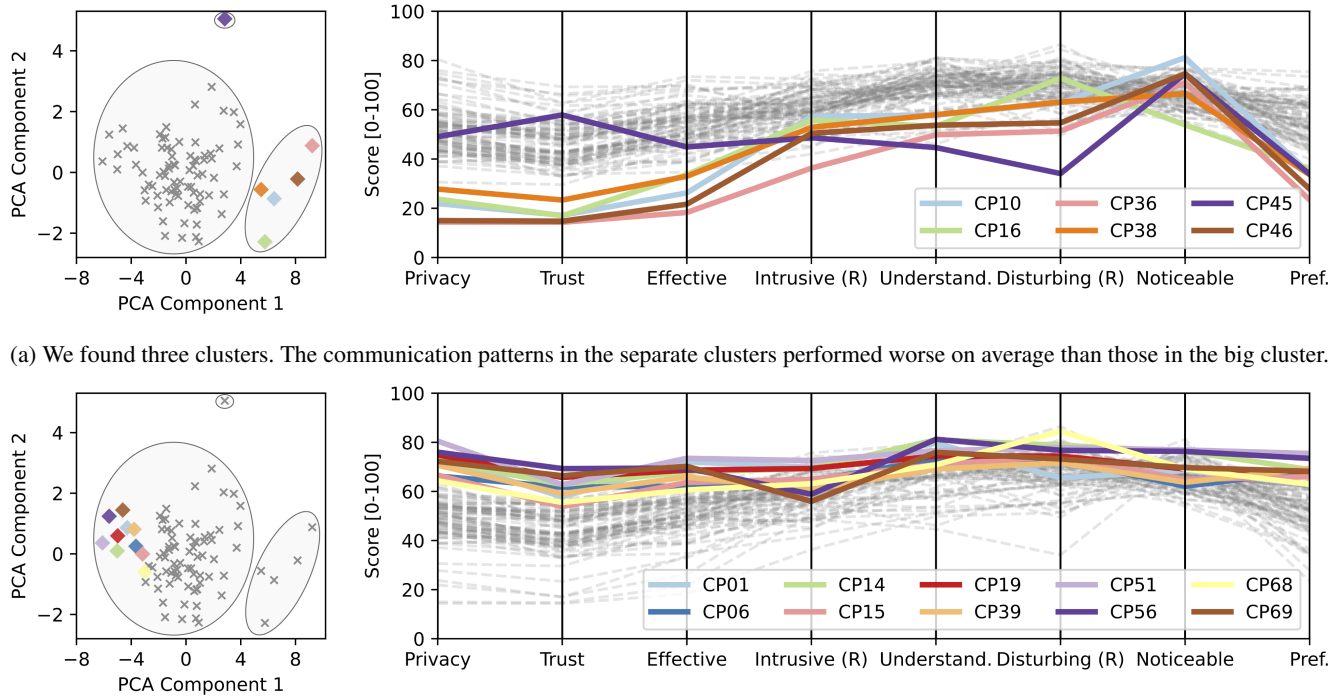 PCA Component 2
4
2
0
−2
−8 −4 0 4 8
PCA Component 1
Score [0-100]
100
80
60
40
20
0
CP10 CP36 CP45
CP16 CP38 CP46
Privacy Trust Effective Intrusive (R) Understand. Disturbing (R) Noticeable Pref.
(a) We found three clusters. The communication patterns in the separate clusters performed worse on average than those in the big cluster.
PCA Component 2
4
2
0
−2
−8 −4 0 4 8
PCA Component 1
Score [0-100]
100
80
60
40
20
0
CP01 CP14 CP19 CP51 CP68
CP06 CP15 CP39 CP56 CP69
Privacy Trust Effective Intrusive (R) Understand. Disturbing (R) Noticeable Pref.